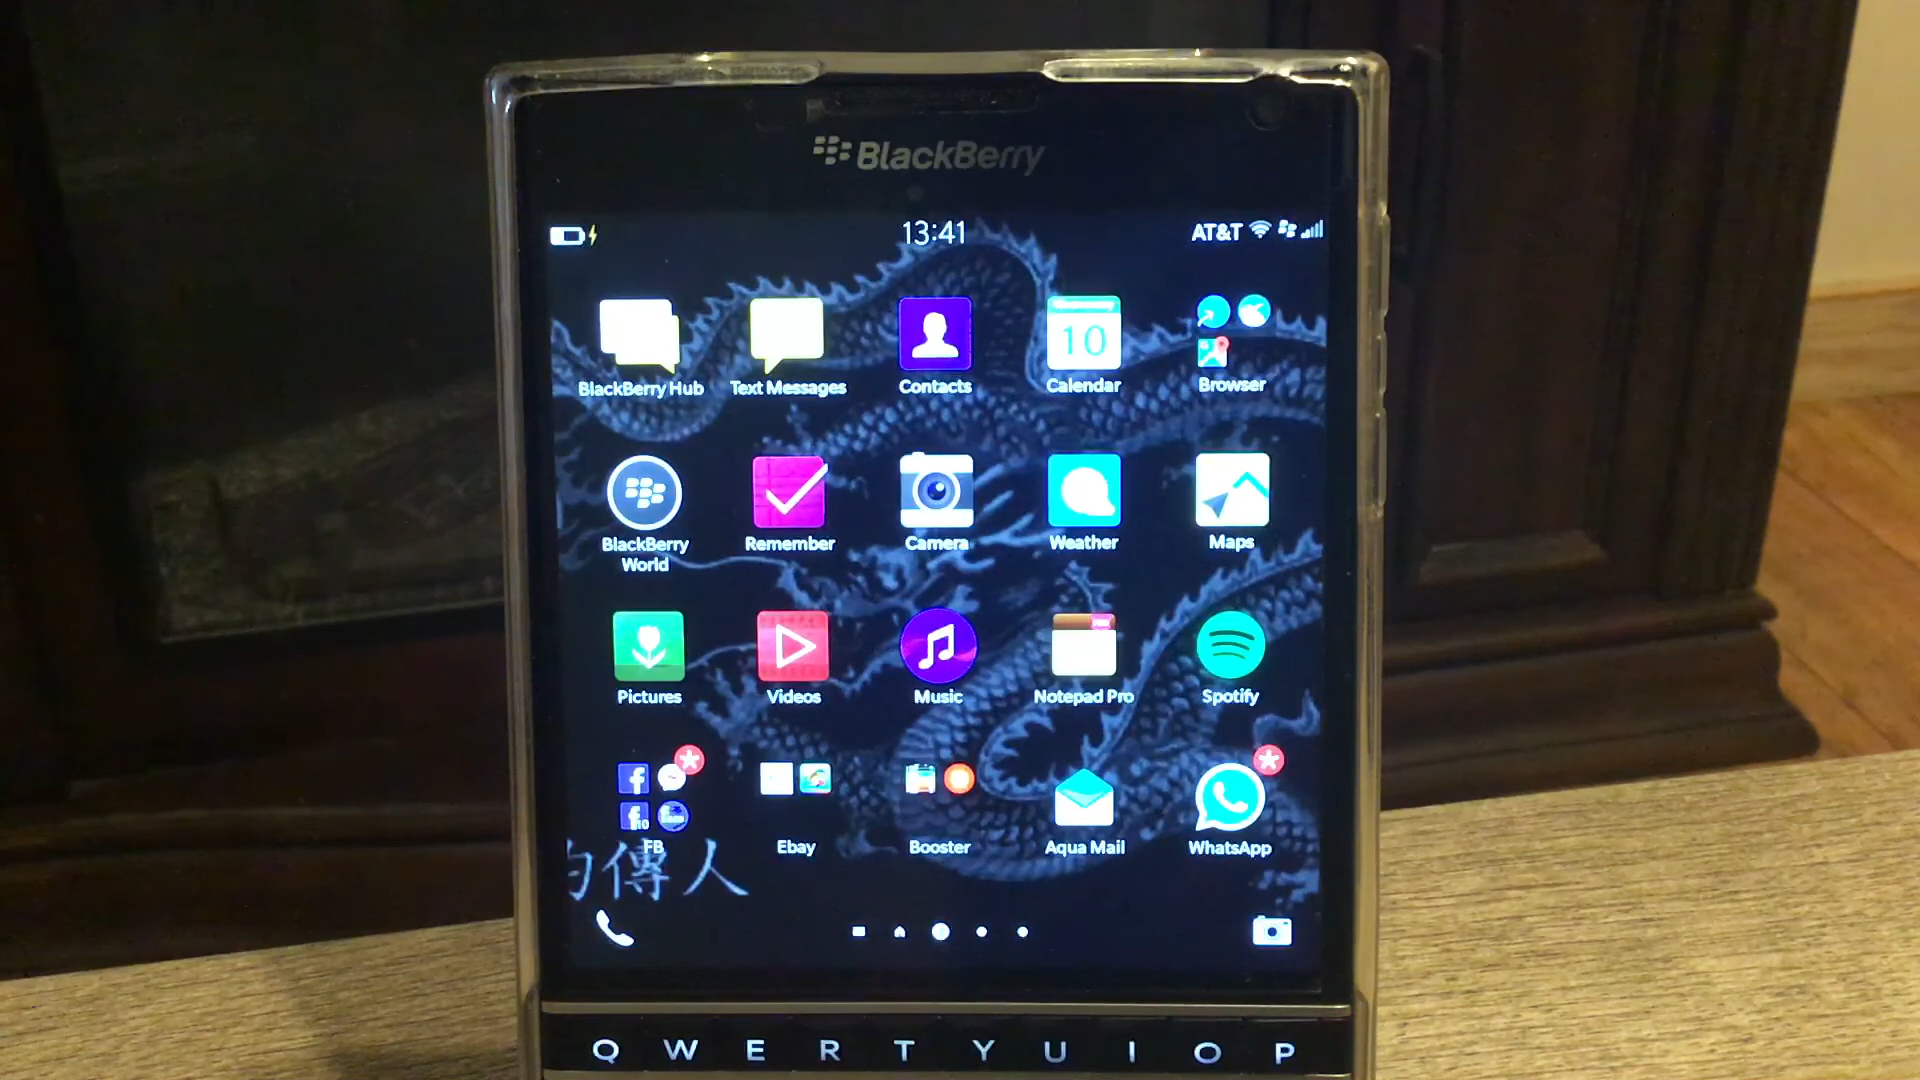 BlackBerry
13:41 AT&T
10
BlackBerry Hub Text Messages Contacts Calendar Browser
BlackBerry World Remember Camera Weather Maps
Pictures Videos Music Notepad Pro Spotify
FB Ebay Booster Aqua Mail WhatsApp
傳人
Q W E R T Y U I O P